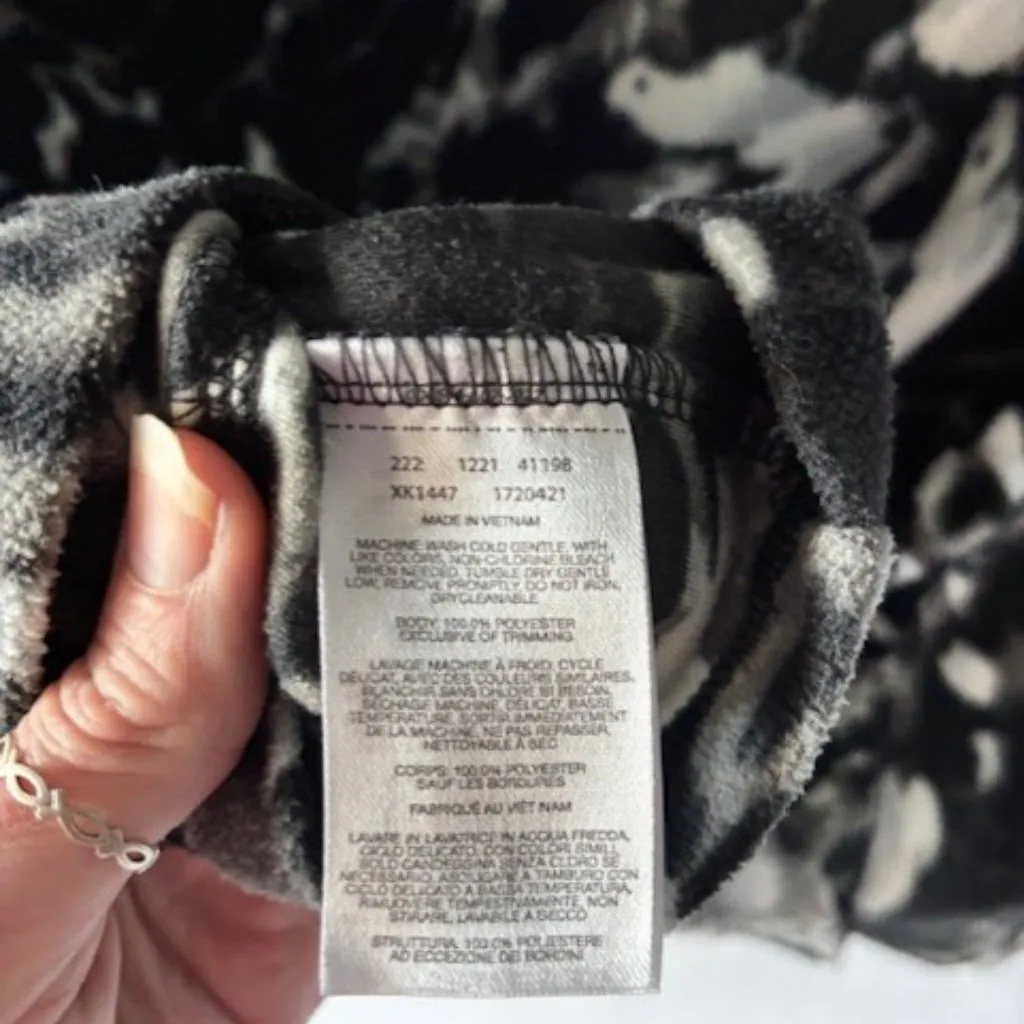 222 1221 41198
XK1447 1720421
MADE IN VIETNAM
MACHINE WASH COLD GENTLE, WITH
LIKE COLORS, NON-CHLORINE BLEACH
WHEN NEEDED, TUMBLE DRY GENTLE
LOW, REMOVE PROMPTLY, DO NOT IRON,
DRYCLEANABLE
BODY: 100.0% POLYESTER
EXCLUSIVE OF TRIMMING
LAVAGE MACHINE À FROID, CYCLE
DÉLICAT, AVEC DES COULEURS SIMILAIRES,
BLANCHIR SANS CHLORE SI BESOIN,
SÉCHAGE MACHINE, DÉLICAT, BASSE
TEMPÉRATURE, SORTIR IMMÉDIATEMENT
DE LA MACHINE, NE PAS REPASSER,
NETTOYABLE À SEC
CORPS: 100.0% POLYESTER
SAUF LES BORDURES
FABRIQUÉ AU VIÊT NAM
LAVARE IN LAVATRICE IN ACQUA FREDDA,
CICLO DELICATO, CON COLORI SIMILI,
SOLO CANDEGGINA SENZA CLORO SE
NECESSARIO, ASCIUGARE A TAMBURO CON
CICLO DELICATO A BASSA TEMPERATURA,
RIMUOVERE TEMPESTIVAMENTE, NON
STIRARE, LAVABILE A SECCO
STRUTTURA: 100.0% POLIESTERE
AD ECCEZIONE DEI BORDINI